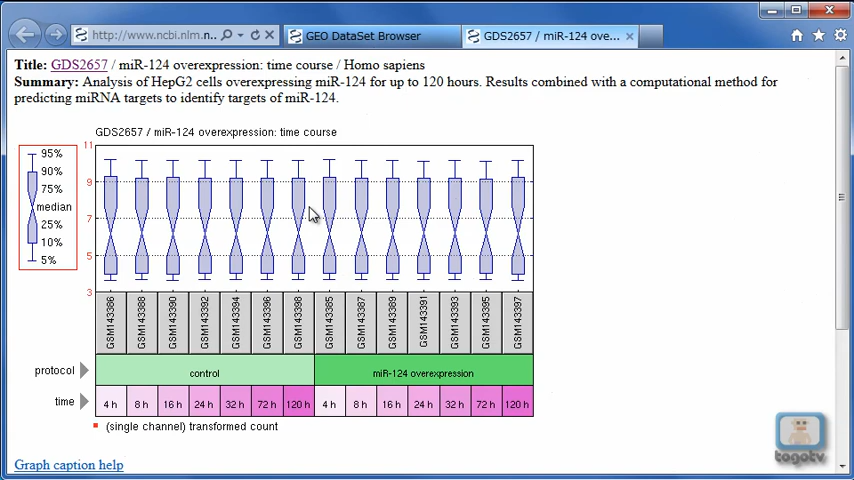 http://www.ncbi.nlm.n...
GEO DataSet Browser
GDS2657 / miR-124 ove...
Title: GDS2657 / miR-124 overexpression: time course / Homo sapiens
Summary: Analysis of HepG2 cells overexpressing miR-124 for up to 120 hours. Results combined with a computational method for
predicting miRNA targets to identify targets of miR-124.
GDS2657 / miR-124 overexpression: time course
95%
90%
75%
median
25%
10%
5%
11
9
7
5
3
GSM143386
GSM143388
GSM143390
GSM143392
GSM143394
GSM143396
GSM143398
GSM143385
GSM143387
GSM143389
GSM143391
GSM143393
GSM143395
GSM143397
protocol control miR-124 overexpression
time 4 h 8 h 16 h 24 h 32 h 72 h 120 h 4 h 8 h 16 h 24 h 32 h 72 h 120 h
(single channel) transformed count
Graph caption help
togotv